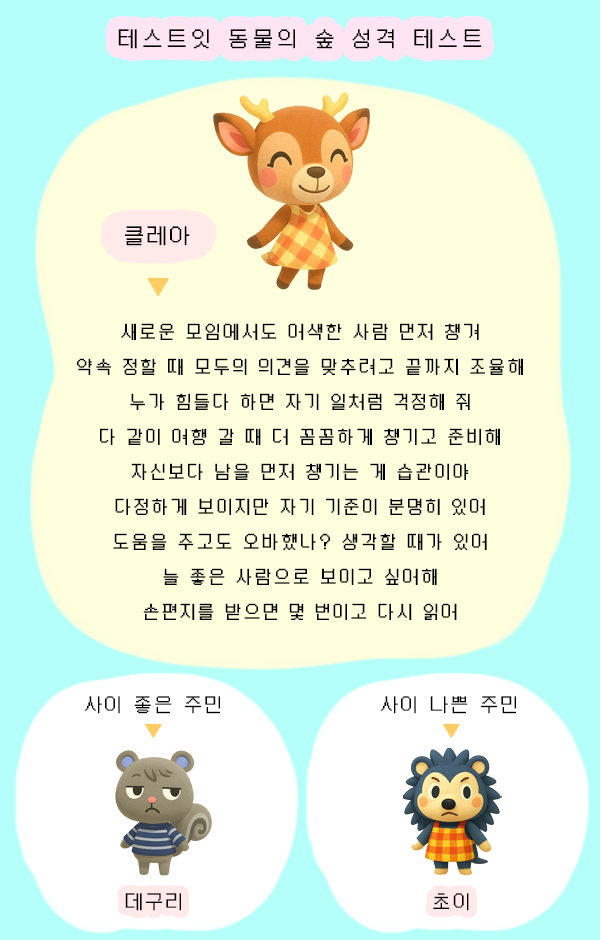 테스트잇 동물의 숲 성격 테스트
클레아
새로운 모임에서도 어색한 사람 먼저 챙겨
약속 정할 때 모두의 의견을 맞추려고 끝까지 조율해
누가 힘들다 하면 자기 일처럼 걱정해 줘
다 같이 여행 갈 때 더 꼼꼼하게 챙기고 준비해
자신보다 남을 먼저 챙기는 게 습관이야
다정하게 보이지만 자기 기준이 분명히 있어
도움을 주고도 오바했나? 생각할 때가 있어
늘 좋은 사람으로 보이고 싶어해
손편지를 받으면 몇 번이고 다시 읽어
사이 좋은 주민
데구리
사이 나쁜 주민
초이